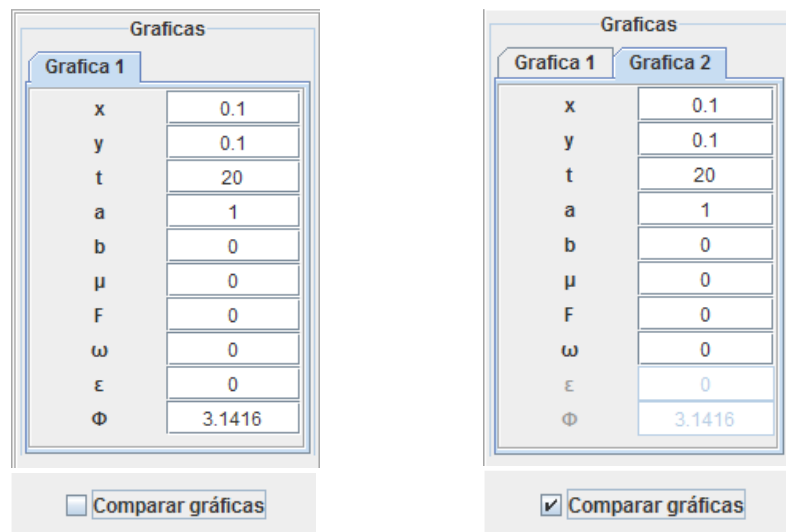 Graficas
Grafica 1
x 0.1
y 0.1
t 20
a 1
b 0
μ 0
F 0
ω 0
ε 0
Φ 3.1416
Comparar gráficas
Graficas
Grafica 1 Grafica 2
x 0.1
y 0.1
t 20
a 1
b 0
μ 0
F 0
ω 0
ε 0
Φ 3.1416
Comparar gráficas